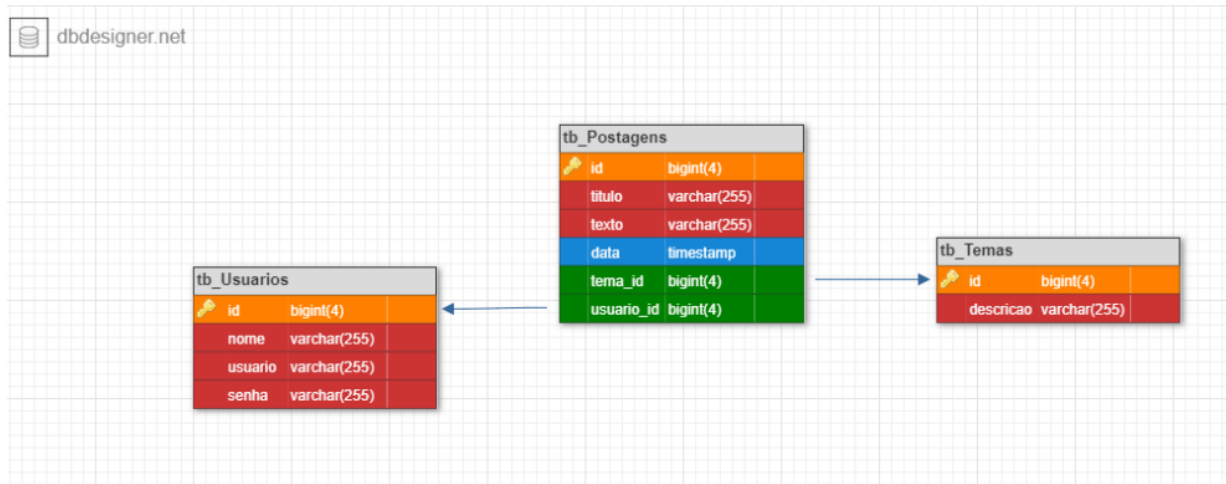 dbdesigner.net
tb_Postagens
id bigint(4)
titulo varchar(255)
texto varchar(255)
data timestamp
tema_id bigint(4)
usuario_id bigint(4)
tb_Usuarios
id bigint(4)
nome varchar(255)
usuario varchar(255)
senha varchar(255)
tb_Temas
id bigint(4)
descricao varchar(255)